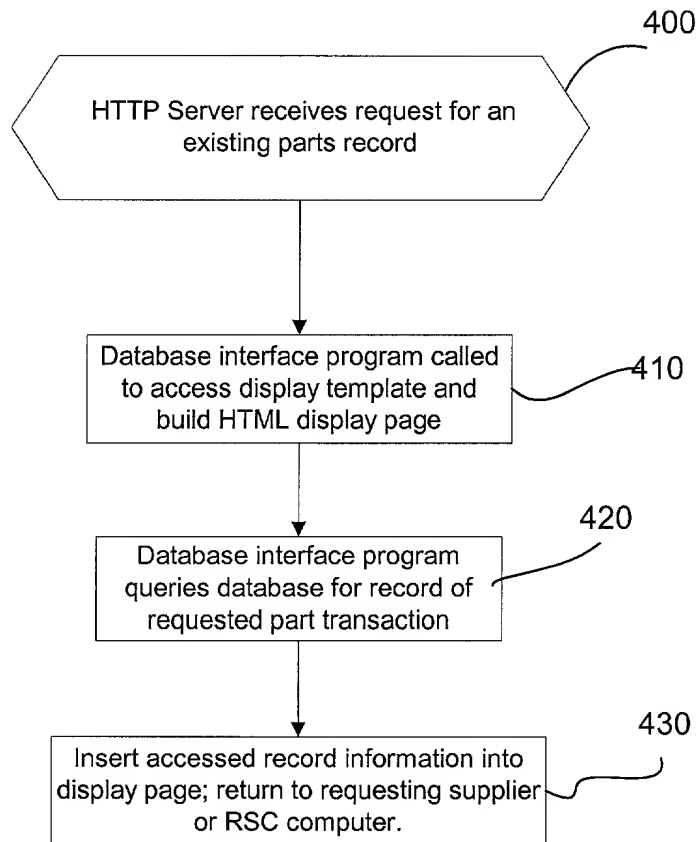 400
HTTP Server receives request for an
existing parts record
Database interface program called
to access display template and
build HTML display page
410
420
Database interface program
queries database for record of
requested part transaction
430
Insert accessed record information into
display page; return to requesting supplier
or RSC computer.